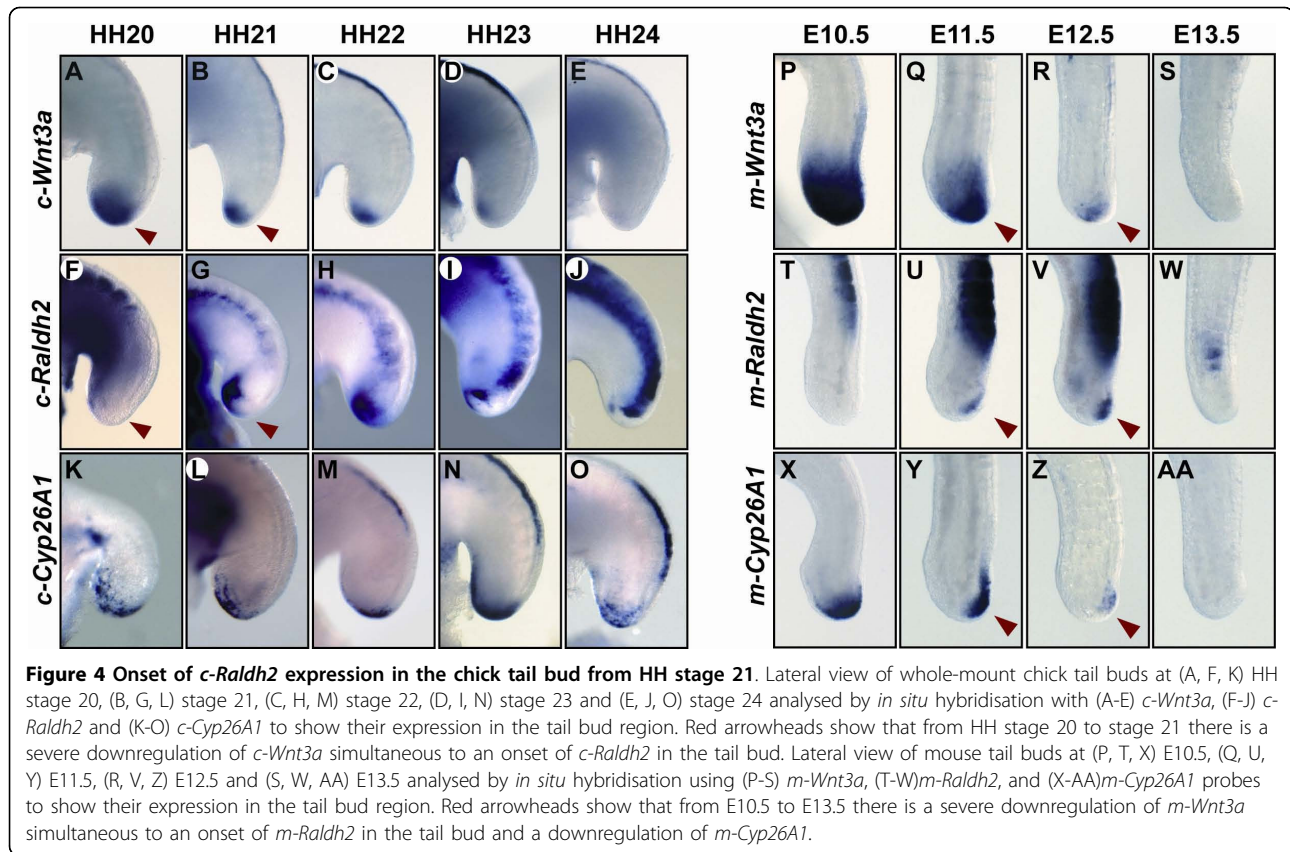 HH20 HH21 HH22 HH23 HH24 E10.5 E11.5 E12.5 E13.5
c-Wnt3a A B C D E m-Wnt3a P Q R S
c-Raldh2 F G H I J m-Raldh2 T U V W
c-Cyp26A1 K L M N O m-Cyp26A1 X Y Z AA
Figure 4 Onset of c-Raldh2 expression in the chick tail bud from HH stage 21. Lateral view of whole-mount chick tail buds at (A, F, K) HH
stage 20, (B, G, L) stage 21, (C, H, M) stage 22, (D, I, N) stage 23 and (E, J, O) stage 24 analysed by in situ hybridisation with (A-E) c-Wnt3a, (F-J) c-
Raldh2 and (K-O) c-Cyp26A1 to show their expression in the tail bud region. Red arrowheads show that from HH stage 20 to stage 21 there is a
severe downregulation of c-Wnt3a simultaneous to an onset of c-Raldh2 in the tail bud. Lateral view of mouse tail buds at (P, T, X) E10.5, (Q, U,
Y) E11.5, (R, V, Z) E12.5 and (S, W, AA) E13.5 analysed by in situ hybridisation using (P-S) m-Wnt3a, (T-W)m-Raldh2, and (X-AA)m-Cyp26A1 probes
to show their expression in the tail bud region. Red arrowheads show that from E10.5 to E13.5 there is a severe downregulation of m-Wnt3a
simultaneous to an onset of m-Raldh2 in the tail bud and a downregulation of m-Cyp26A1.